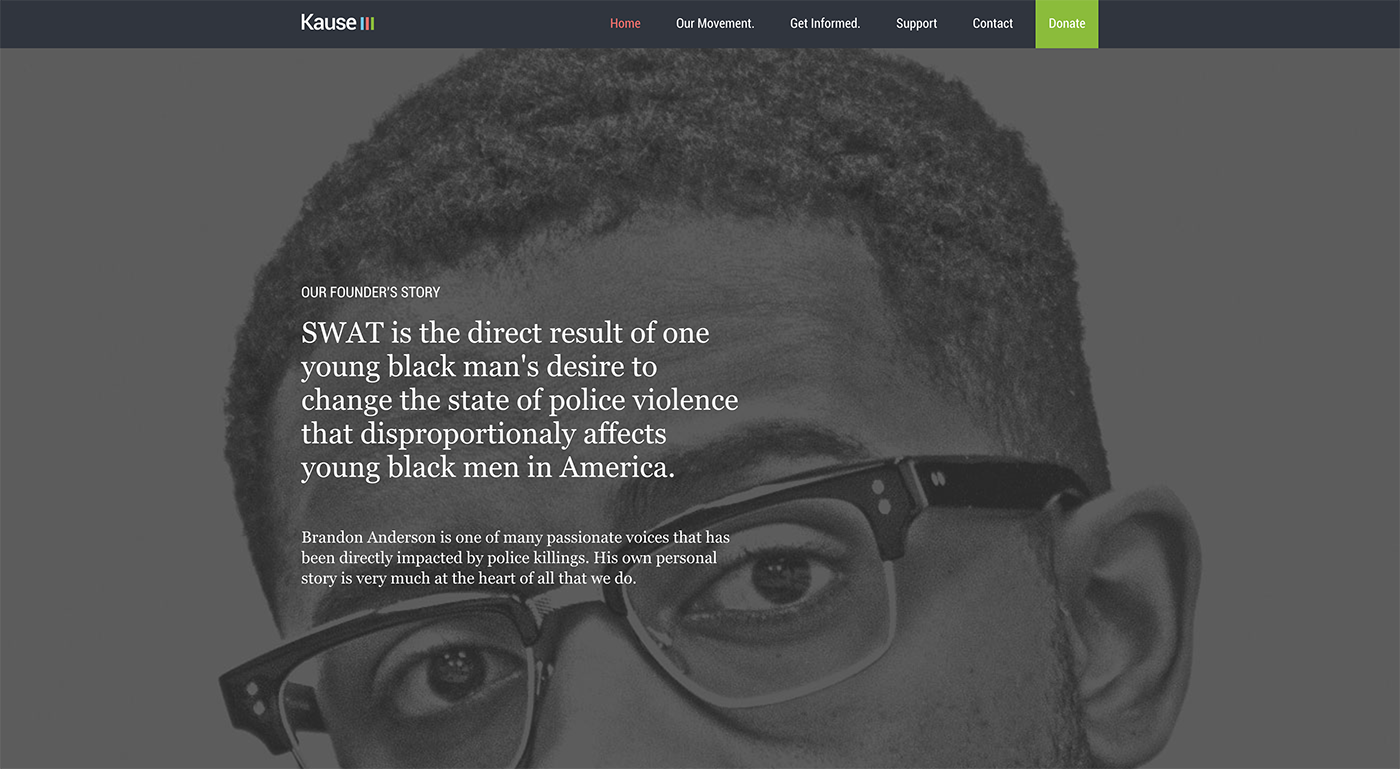 Kause
Home Our Movement. Get Informed. Support Contact Donate
OUR FOUNDER'S STORY
SWAT is the direct result of one
young black man's desire to
change the state of police violence
that disproportionaly affects
young black men in America.
Brandon Anderson is one of many passionate voices that has
been directly impacted by police killings. His own personal
story is very much at the heart of all that we do.